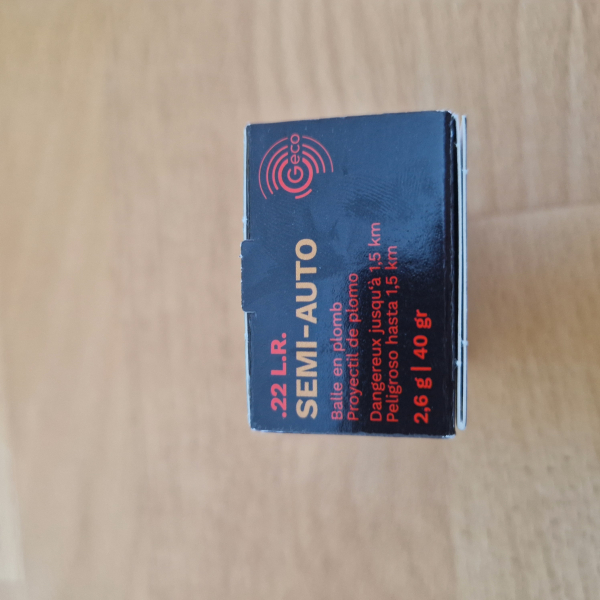 Geco
.22 L.R.
SEMI-AUTO
Balle en plomb
Proyectil de plomo
Dangereux jusqu'à 1,5 km
Peligroso hasta 1,5 km
2,6 g | 40 gr